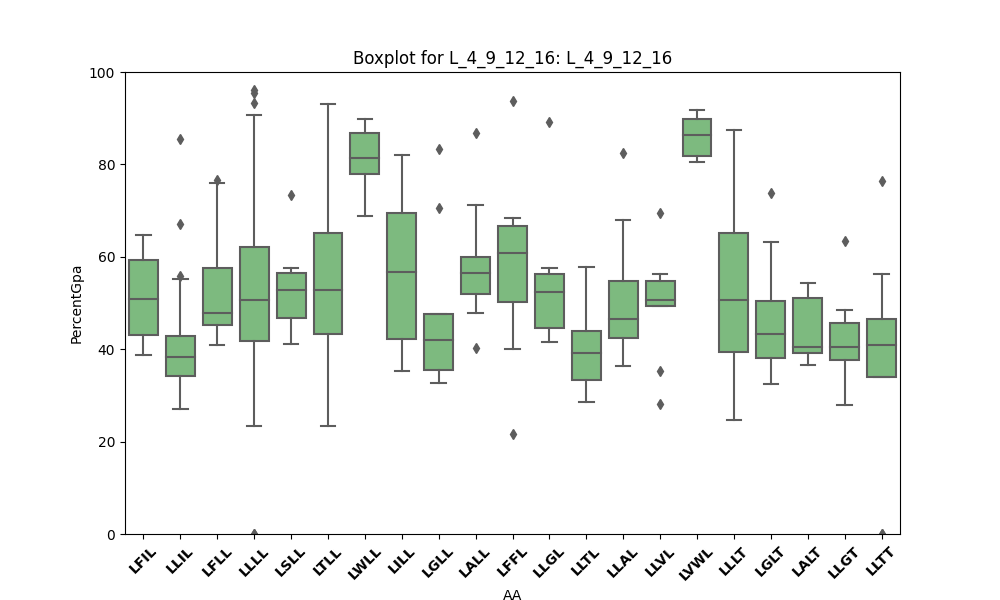 Boxplot for L_4_9_12_16: L_4_9_12_16
100
80
60
40
20
0
PercentGpa
LFIL LLIL LFLL LLLL LSLL LTLL LWLL LILL LGLL LALL LFFL LLGL LLTL LLAL LLVL LVWL LLLT LGLT LALT LLGT LLTT
AA